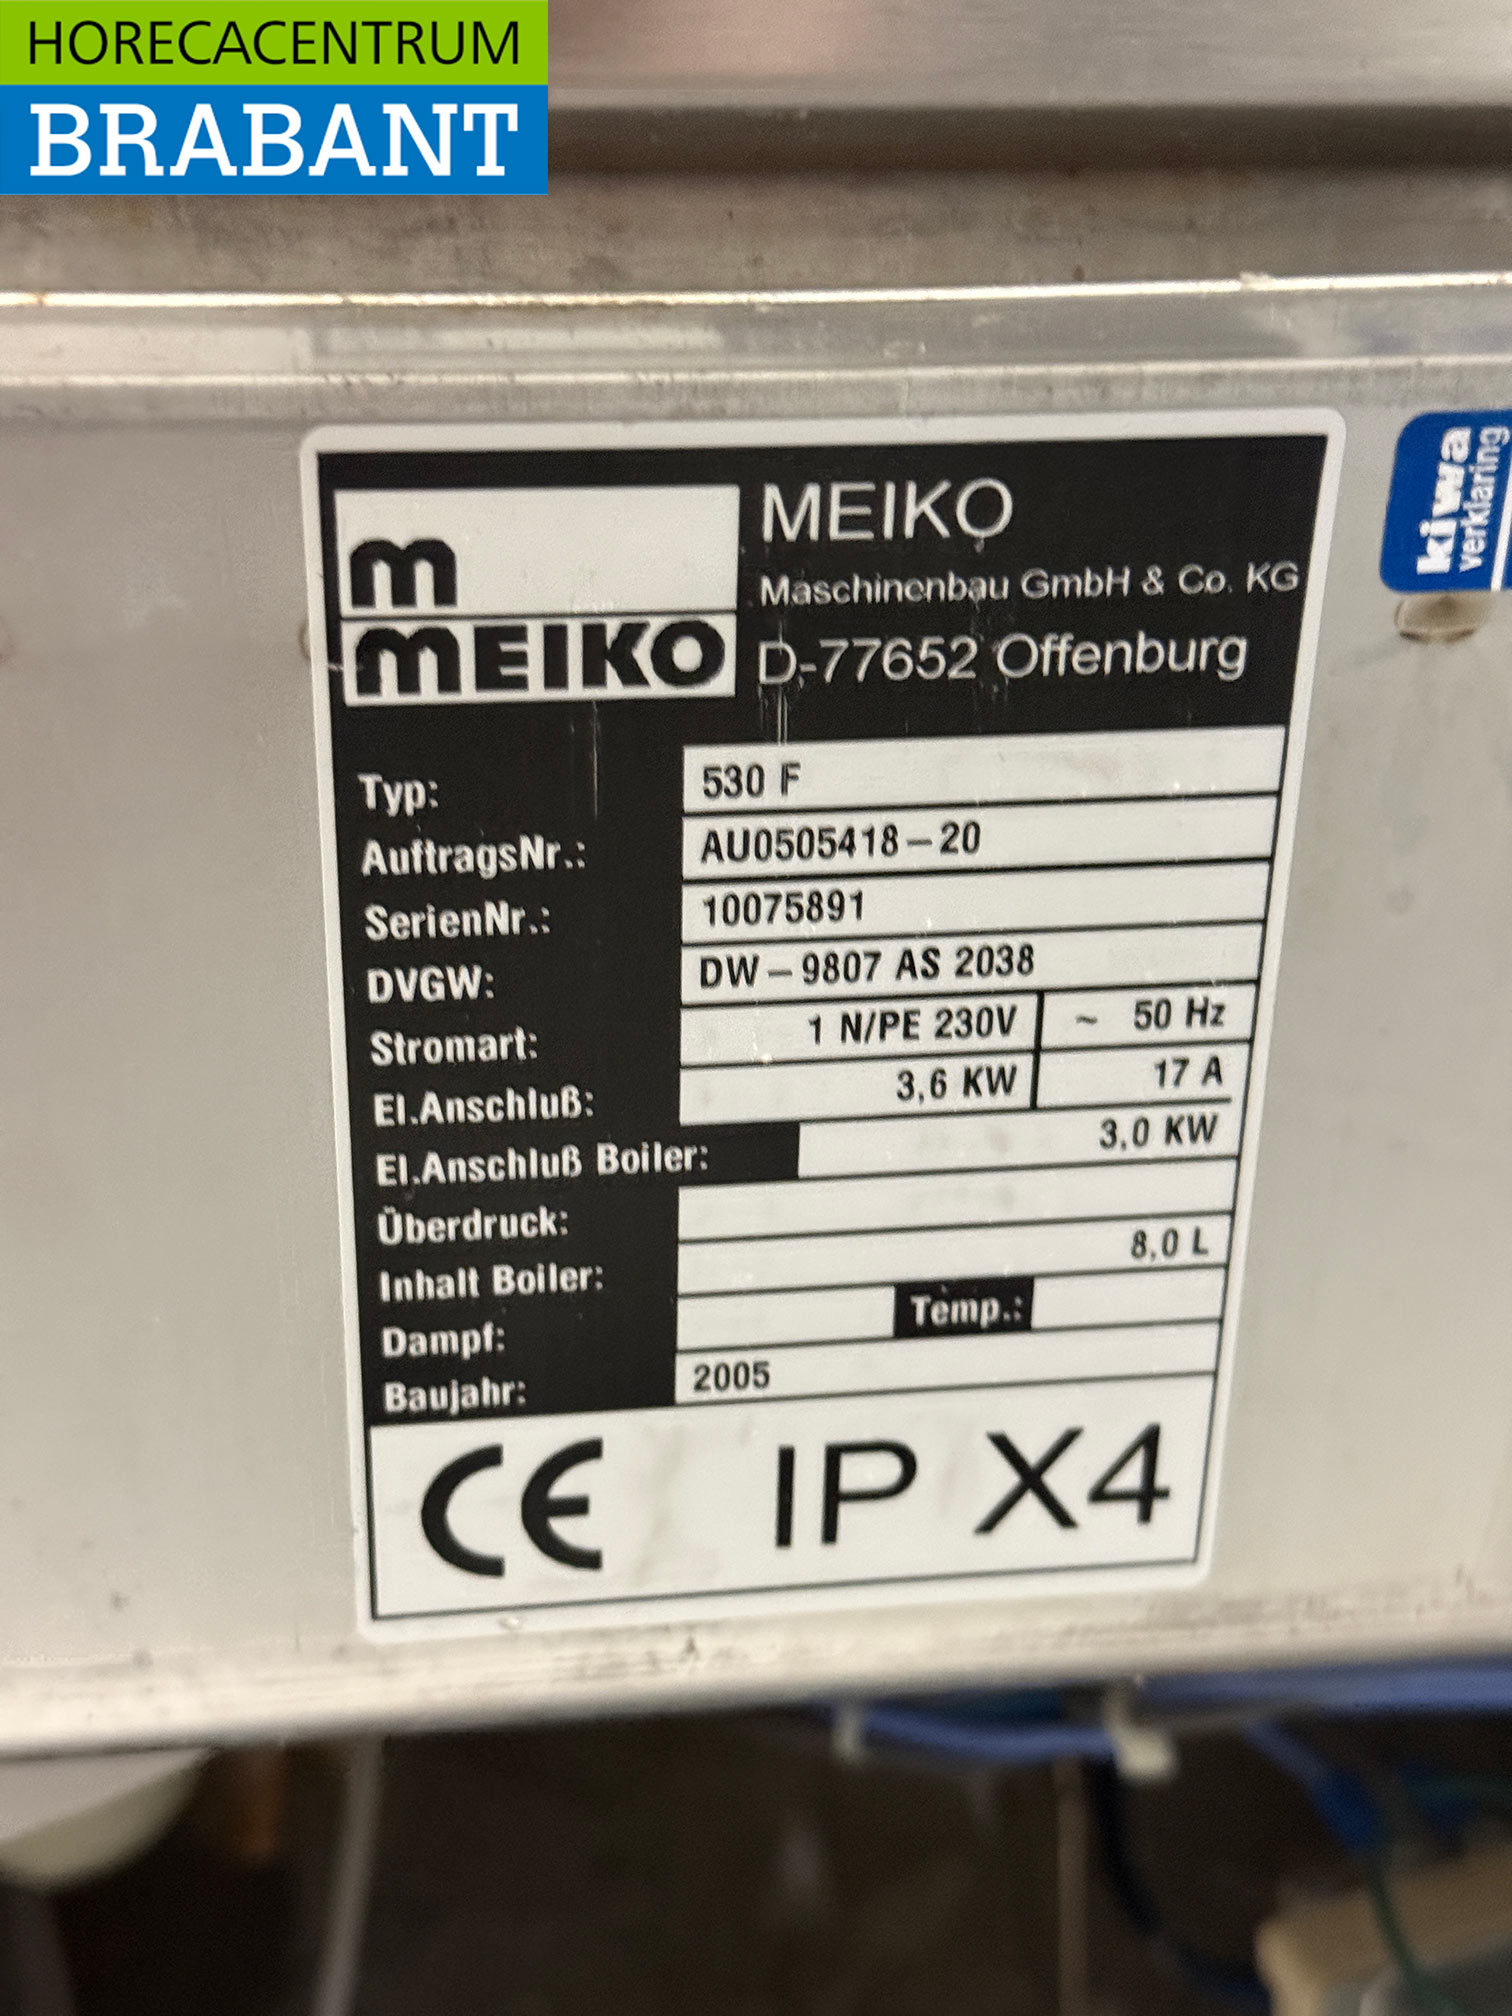 HORECACENTRUM
BRABANT
kiwa
verklaring
m
MEIKO
MEIKO
Maschinenbau GmbH & Co. KG
D-77652 Offenburg
Typ: 530 F
AuftragsNr.: AU0505418-20
SerienNr.: 10075891
DVGW: DW-9807 AS 2038
Stromart: 1 N/PE 230V ~ 50 Hz
El.Anschluß: 3,6 KW 17 A
El.Anschluß Boiler: 3,0 KW
Überdruck:
Inhalt Boiler: 8,0 L
Dampf: Temp.:
Baujahr: 2005
CE IP X4